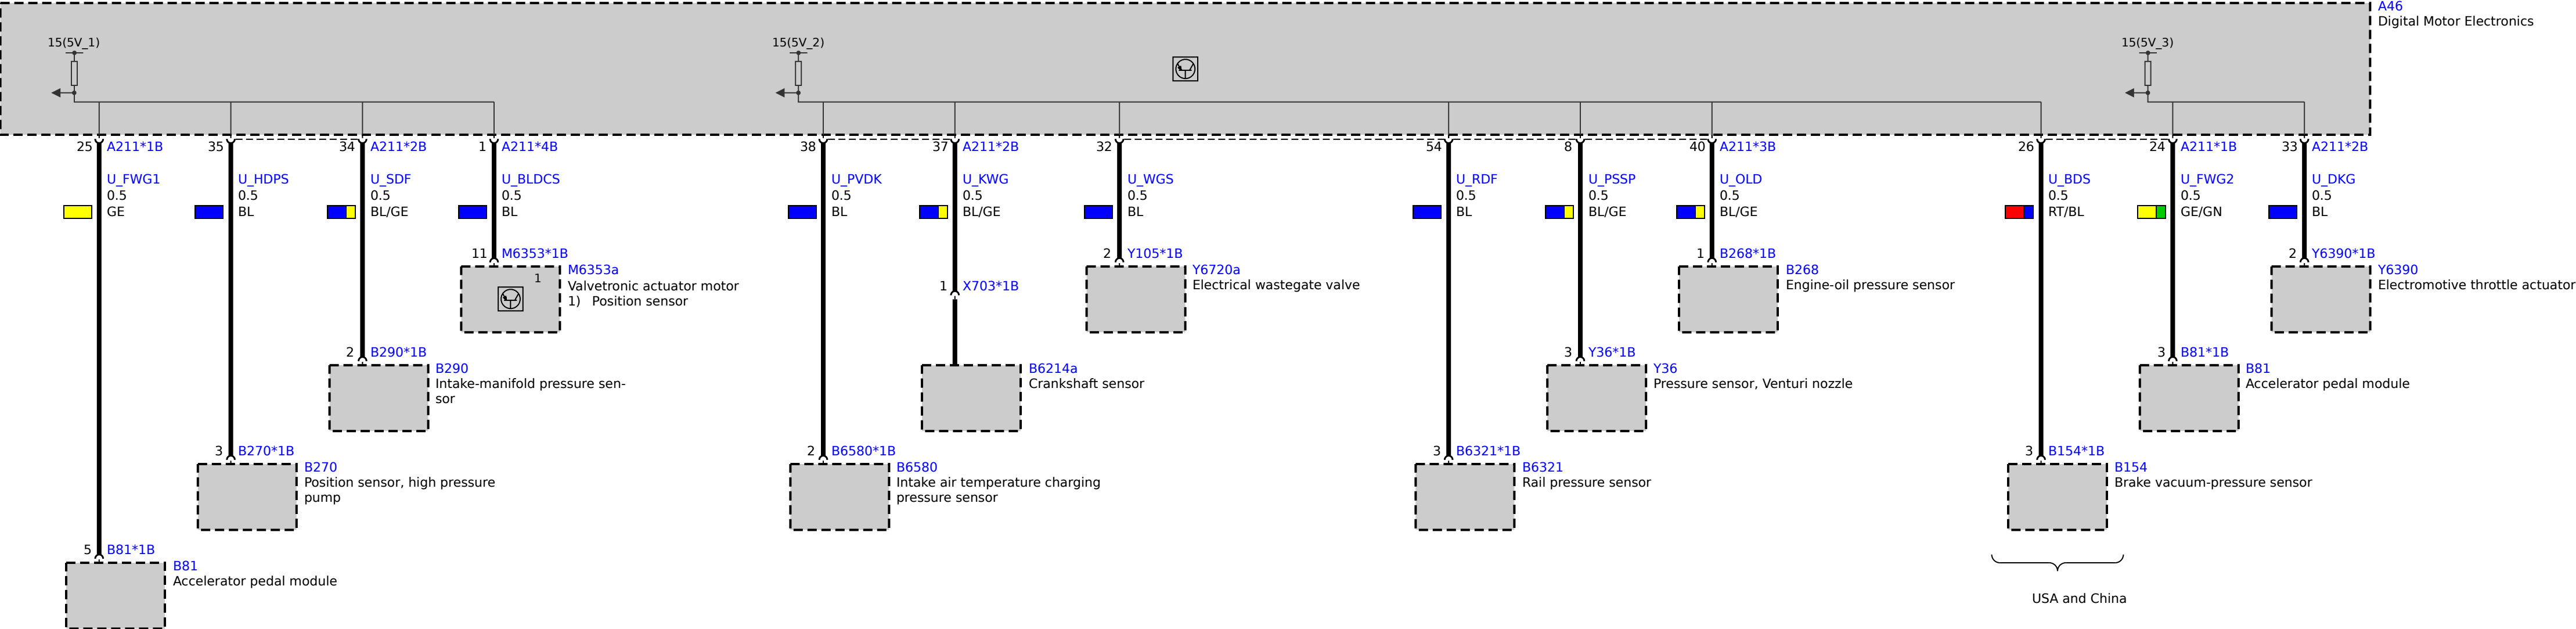 A46
Digital Motor Electronics
15(5V_1)
15(5V_2)
15(5V_3)
25 A211*1B
35
34 A211*2B
1 A211*4B
38
37 A211*2B
32
54
8
40 A211*3B
26
24 A211*1B
33 A211*2B
U_FWG1
0.5
GE
U_HDPS
0.5
BL
U_SDF
0.5
BL/GE
U_BLDCS
0.5
BL
U_PVDK
0.5
BL
U_KWG
0.5
BL/GE
U_WGS
0.5
BL
U_RDF
0.5
BL
U_PSSP
0.5
BL/GE
U_OLD
0.5
BL/GE
U_BDS
0.5
RT/BL
U_FWG2
0.5
GE/GN
U_DKG
0.5
BL
11 M6353*1B
1
M6353a
Valvetronic actuator motor
1) Position sensor
2 Y105*1B
Y6720a
Electrical wastegate valve
1 B268*1B
B268
Engine-oil pressure sensor
2 Y6390*1B
Y6390
Electromotive throttle actuator
1 X703*1B
2 B290*1B
B290
Intake-manifold pressure sen-
sor
B6214a
Crankshaft sensor
3 Y36*1B
Y36
Pressure sensor, Venturi nozzle
3 B81*1B
B81
Accelerator pedal module
3 B270*1B
B270
Position sensor, high pressure
pump
2 B6580*1B
B6580
Intake air temperature charging
pressure sensor
3 B6321*1B
B6321
Rail pressure sensor
3 B154*1B
B154
Brake vacuum-pressure sensor
5 B81*1B
B81
Accelerator pedal module
USA and China